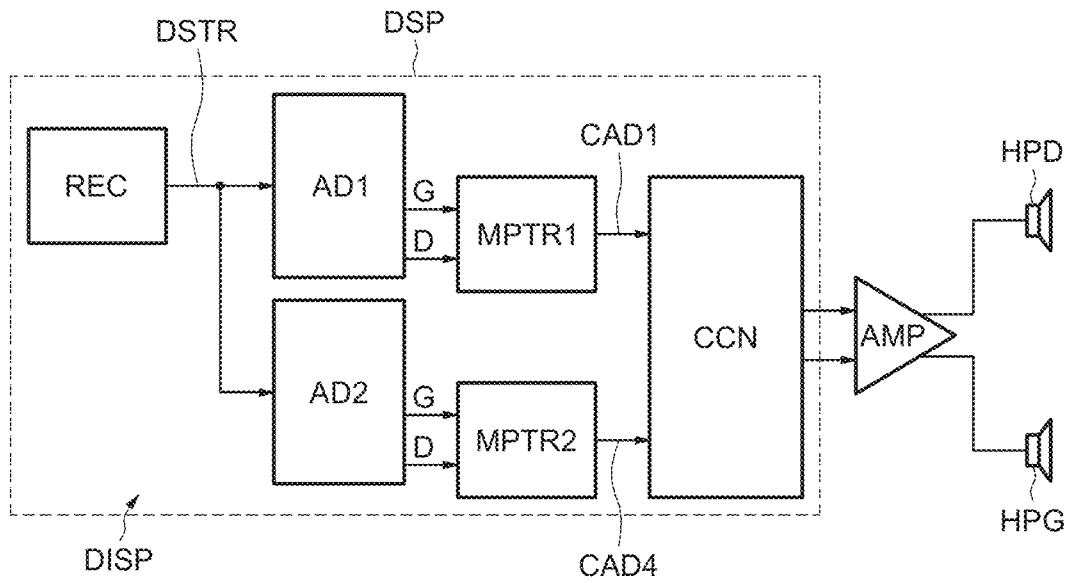 DSTR
DSP
REC
AD1
G
D
MPTR1
CAD1
CCN
AMP
HPD
AD2
G
D
MPTR2
CAD4
HPG
DISP